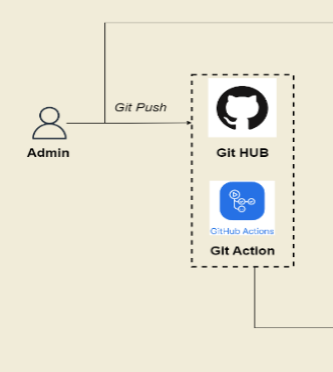 Git Push
Admin
Git HUB
GitHub Actions
Git Action